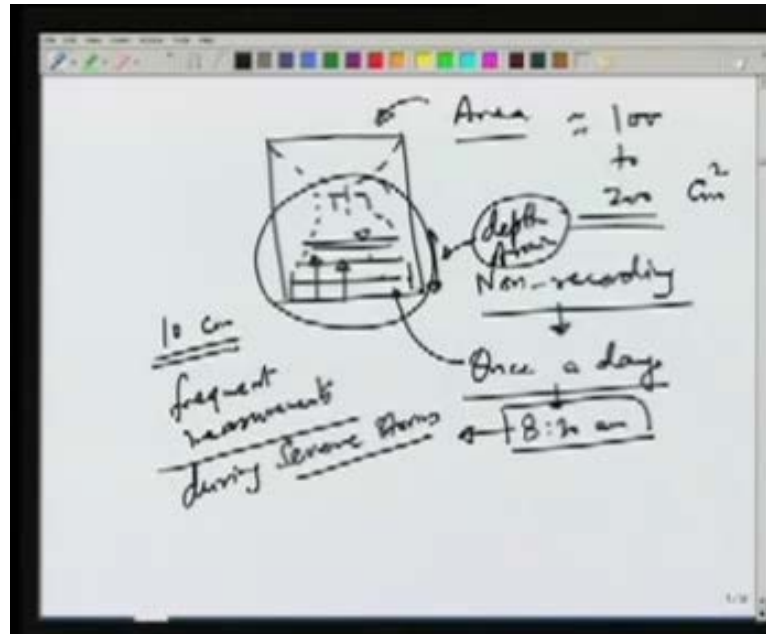 Area ≈ 100
to
200 cm²
depth
Non-recording
Once a day
8:30 am
10 cm
frequent
measurements
during Severe storms